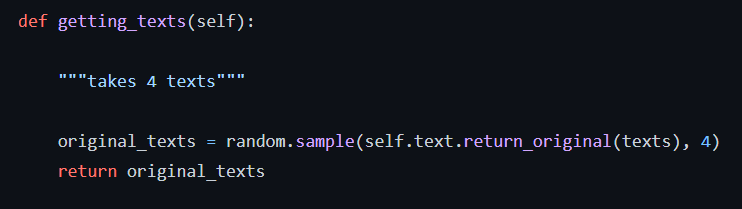 def getting_texts(self):
"""takes 4 texts"""
original_texts = random.sample(self.text.return_original(texts), 4)
return original_texts